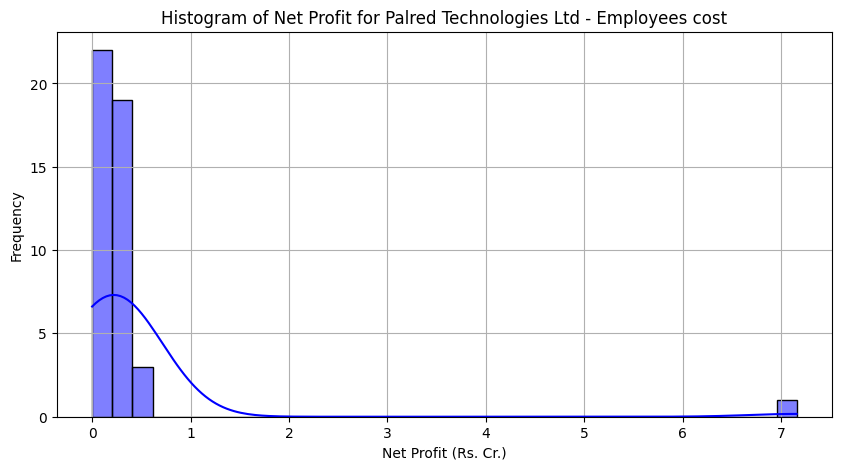 Histogram of Net Profit for Palred Technologies Ltd - Employees cost
Frequency
20
15
10
5
0
0 1 2 3 4 5 6 7
Net Profit (Rs. Cr.)